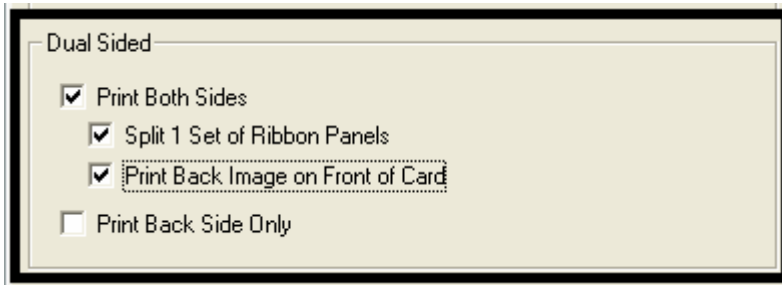 Dual Sided
Print Both Sides
Split 1 Set of Ribbon Panels
Print Back Image on Front of Card
Print Back Side Only